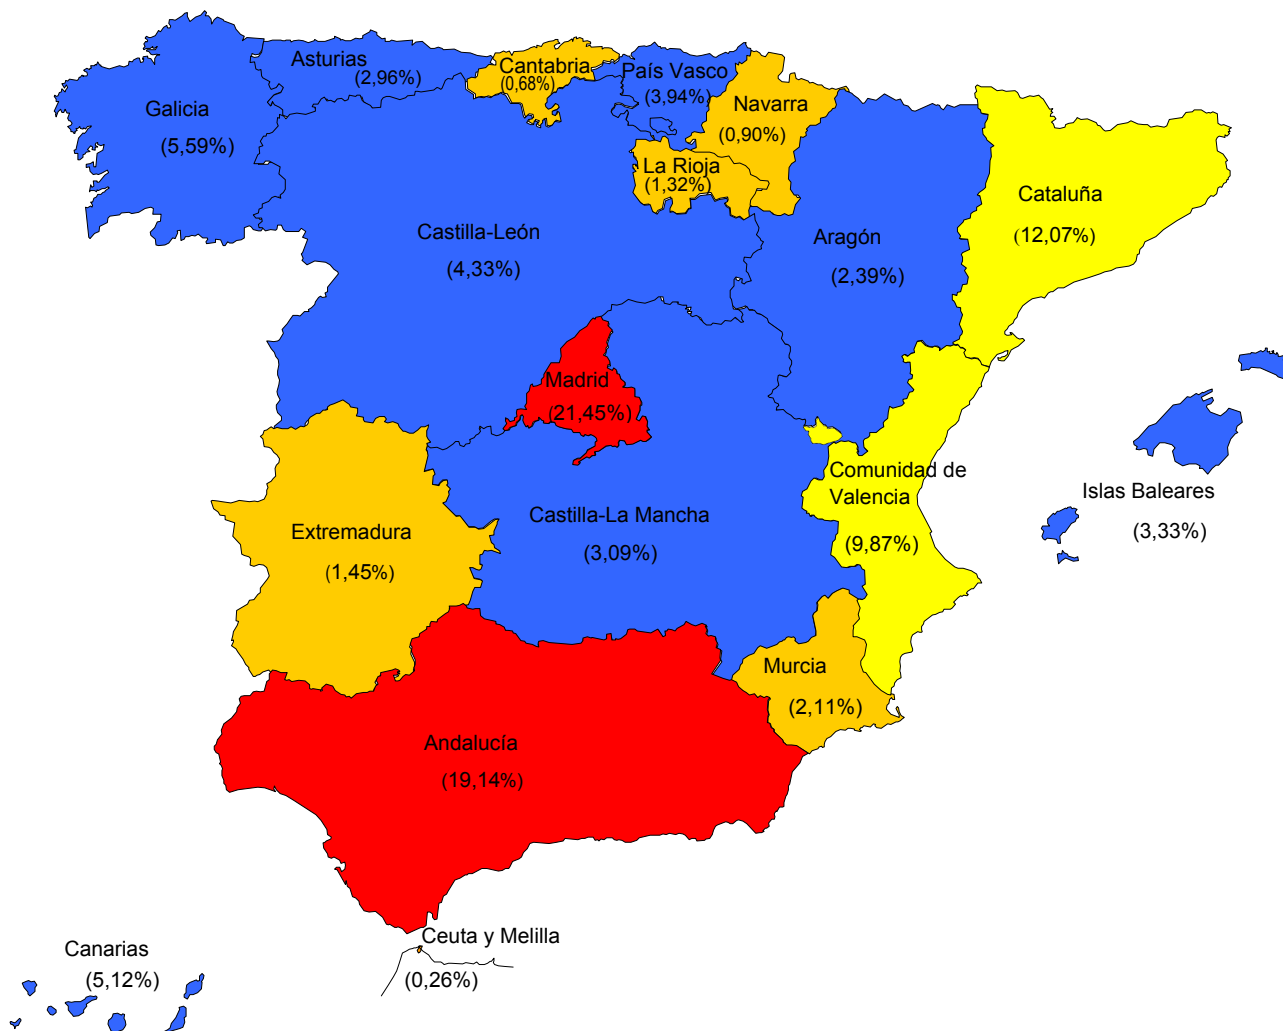 Asturias
(2,96%)
Cantabria
(0,68%)
País Vasco
(3,94%)
Galicia
(5,59%)
Navarra
(0,90%)
La Rioja
(1,32%)
Cataluña
(12,07%)
Castilla-León
(4,33%)
Aragón
(2,39%)
Madrid
(21,45%)
Comunidad de
Valencia
(9,87%)
Islas Baleares
(3,33%)
Castilla-La Mancha
(3,09%)
Extremadura
(1,45%)
Murcia
(2,11%)
Andalucía
(19,14%)
Ceuta y Melilla
(0,26%)
Canarias
(5,12%)